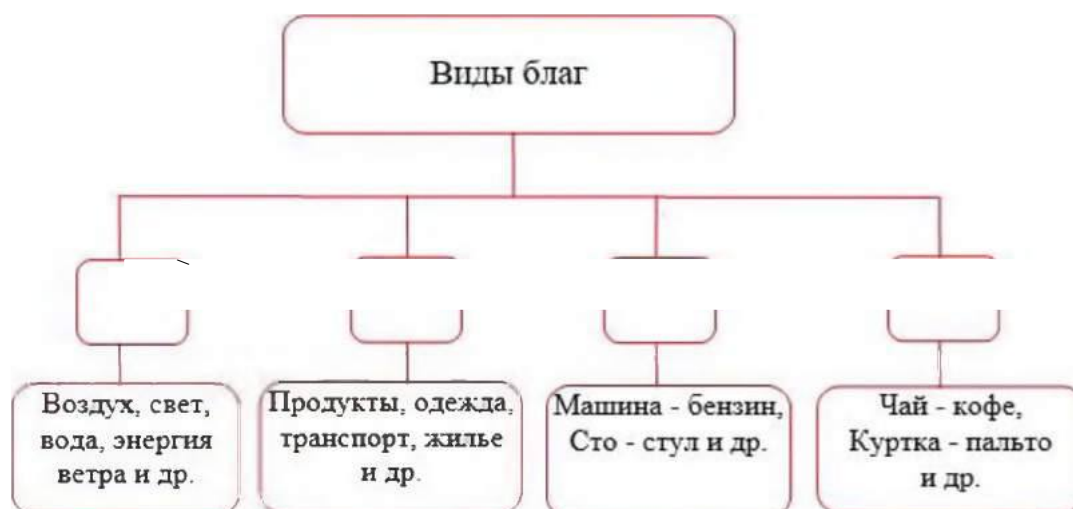 Виды благ
Воздух, свет,
вода, энергия
ветра и др.
Продукты, одежда,
транспорт, жилье
и др.
Машина - бензин,
Сто - стул и др.
Чай - кофе,
Куртка - пальто
и др.